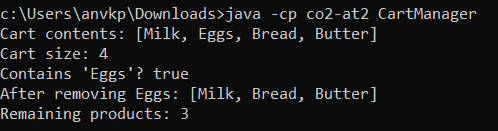 c:\Users\anvkp\Downloads>java -cp co2-at2 CartManager
Cart contents: [Milk, Eggs, Bread, Butter]
Cart size: 4
Contains 'Eggs'? true
After removing Eggs: [Milk, Bread, Butter]
Remaining products: 3